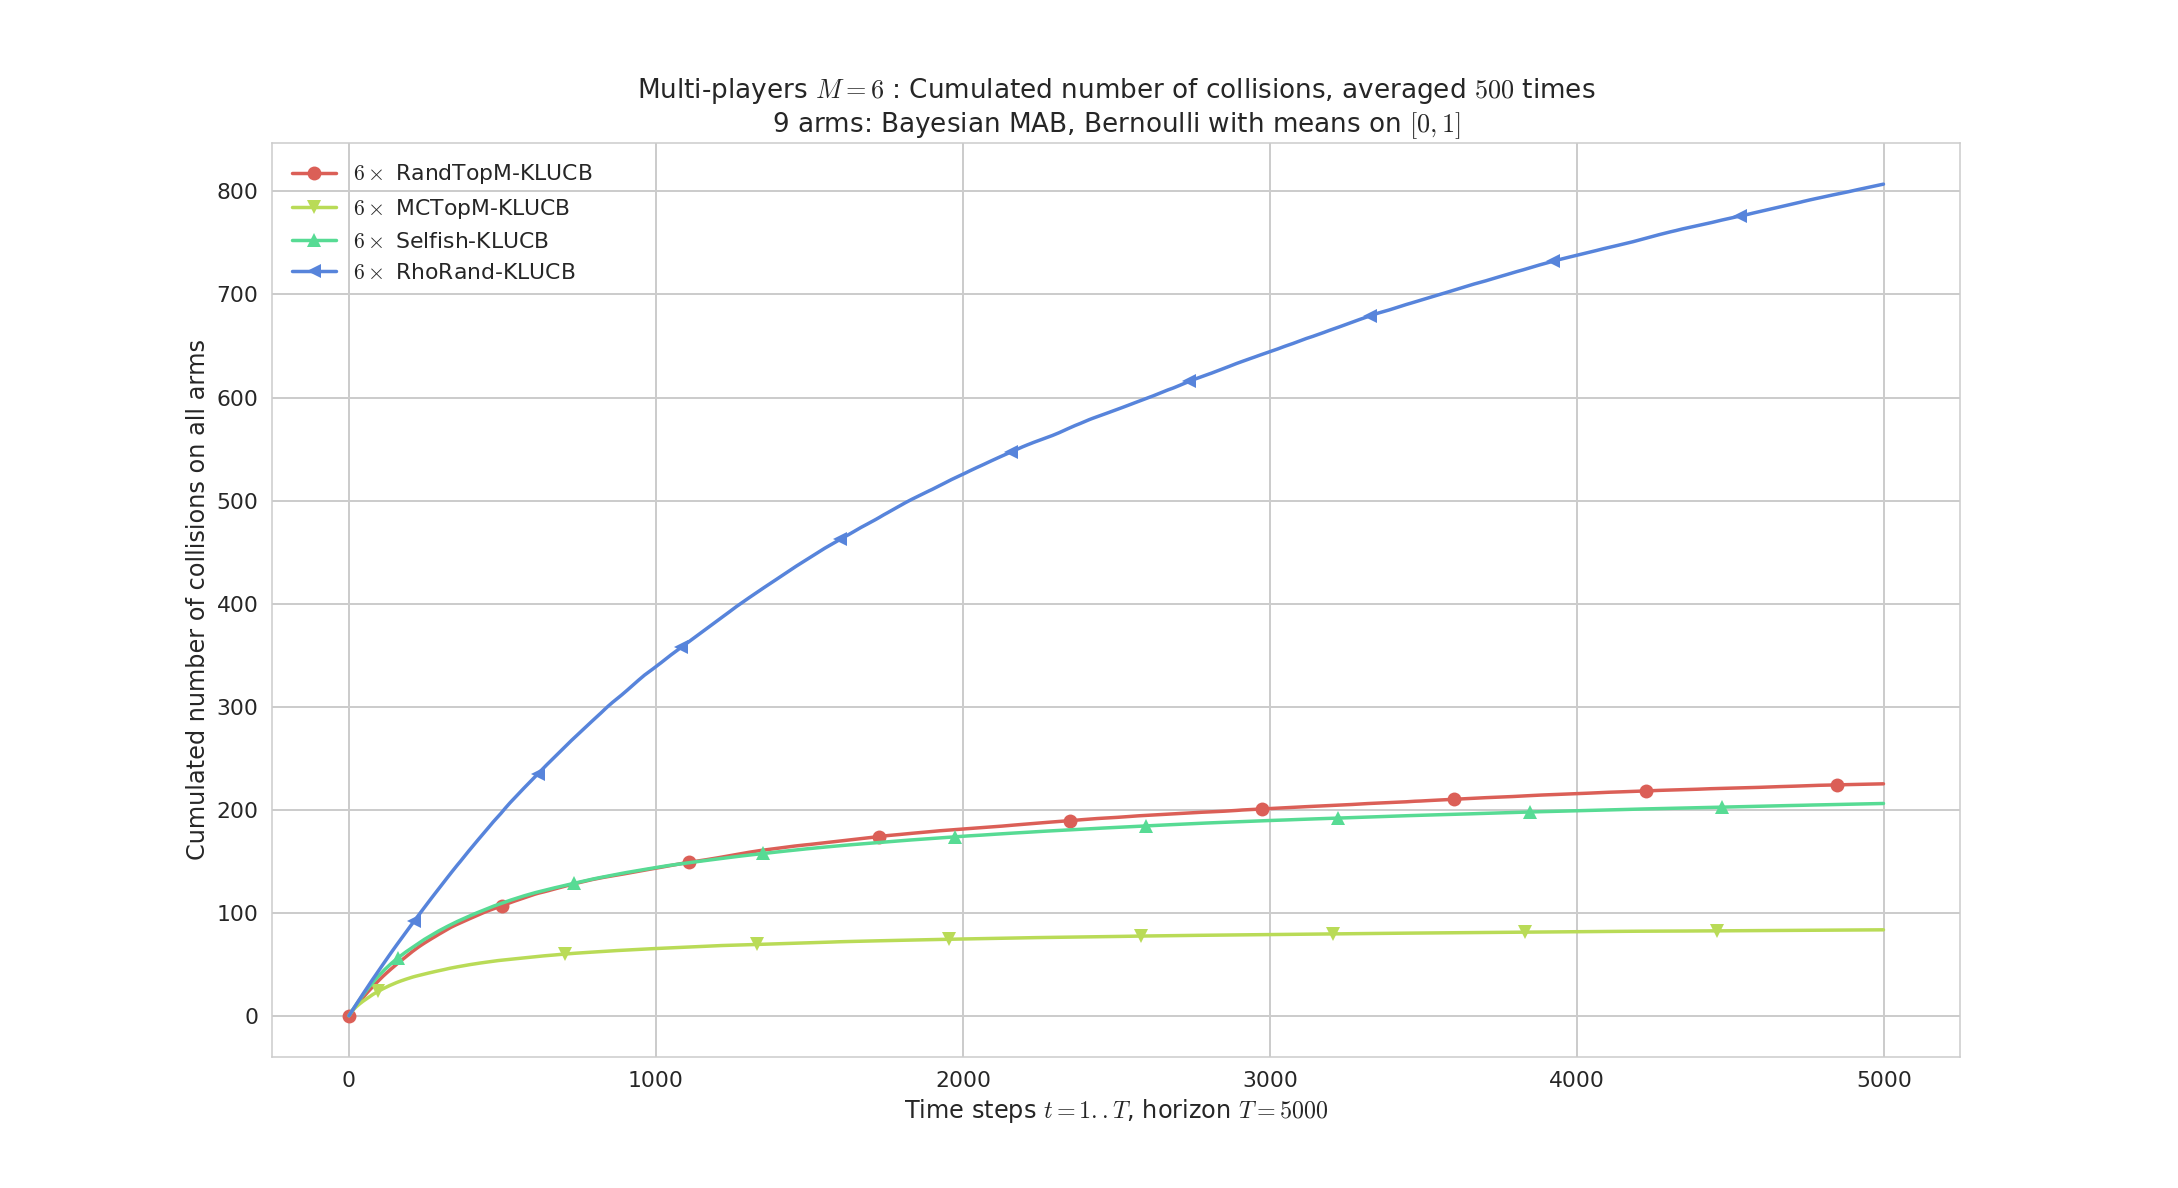 Multi-players M = 6 : Cumulated number of collisions, averaged 500 times
9 arms: Bayesian MAB, Bernoulli with means on [0, 1]
6× RandTopM-KLUCB
6× MCTopM-KLUCB
6× Selfish-KLUCB
6× RhoRand-KLUCB
Cumulated number of collisions on all arms
800
700
600
500
400
300
200
100
0
0 1000 2000 3000 4000 5000
Time steps t = 1..T, horizon T = 5000